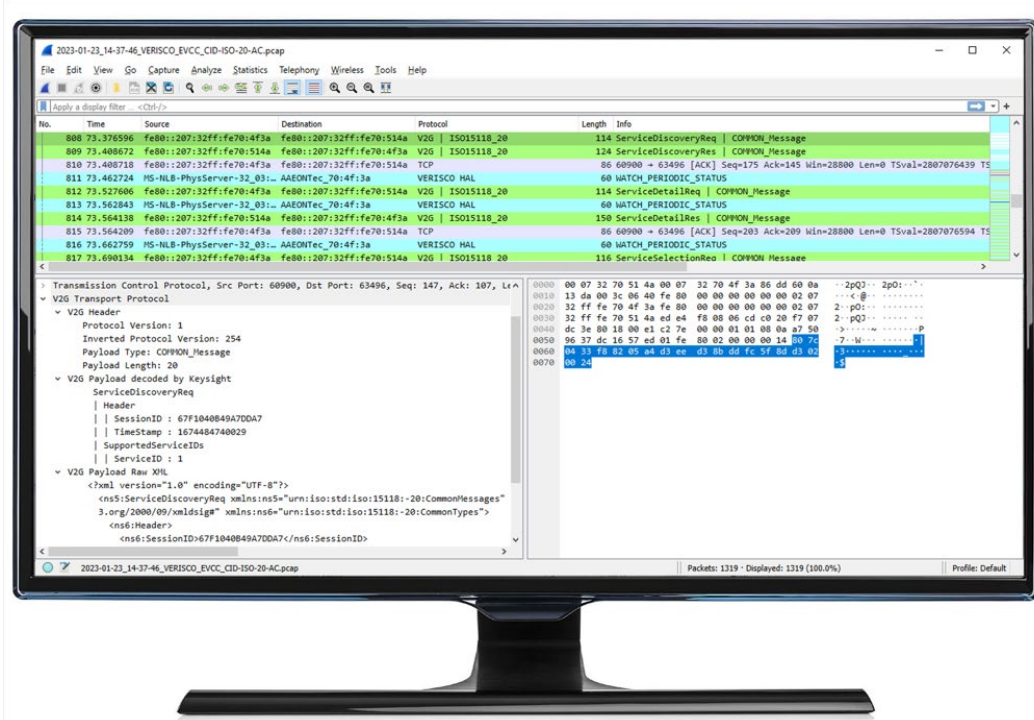 2023-01-23_14-37-46_VERISCO_EVCC_CID-ISO-20-AC.pcap
File Edit View Go Capture Analyze Statistics Telephony Wireless Tools Help
Apply a display filter ... <Ctrl-/>
No. Time Source Destination Protocol Length Info
808 73.376596 fe80::207:32ff:fe70:4f3a fe80::207:32ff:fe70:514a V2G | ISO15118_20 114 ServiceDiscoveryReq | COMMON_Message
809 73.408672 fe80::207:32ff:fe70:514a fe80::207:32ff:fe70:4f3a V2G | ISO15118_20 124 ServiceDiscoveryRes | COMMON_Message
810 73.408718 fe80::207:32ff:fe70:4f3a fe80::207:32ff:fe70:514a TCP 86 60900 → 63496 [ACK] Seq=175 Ack=145 Win=28800 Len=0 TSval=2807076439 TS
811 73.462724 MS-NLB-PhysServer-32_03:… AAEONTec_70:4f:3a VERISCO HAL 60 WATCH_PERIODIC_STATUS
812 73.527606 fe80::207:32ff:fe70:4f3a fe80::207:32ff:fe70:514a V2G | ISO15118_20 114 ServiceDetailReq | COMMON_Message
813 73.562843 MS-NLB-PhysServer-32_03:… AAEONTec_70:4f:3a VERISCO HAL 60 WATCH_PERIODIC_STATUS
814 73.564138 fe80::207:32ff:fe70:514a fe80::207:32ff:fe70:4f3a V2G | ISO15118_20 150 ServiceDetailRes | COMMON_Message
815 73.564209 fe80::207:32ff:fe70:4f3a fe80::207:32ff:fe70:514a TCP 86 60900 → 63496 [ACK] Seq=203 Ack=209 Win=28800 Len=0 TSval=2807076594 TS
816 73.662759 MS-NLB-PhysServer-32_03:… AAEONTec_70:4f:3a VERISCO HAL 60 WATCH_PERIODIC_STATUS
817 73.690134 fe80::207:32ff:fe70:4f3a fe80::207:32ff:fe70:514a V2G | ISO15118_20 116 ServiceSelectionReq | COMMON_Message
Transmission Control Protocol, Src Port: 60900, Dst Port: 63496, Seq: 147, Ack: 107, Le
V2G Transport Protocol
V2G Header
Protocol Version: 1
Inverted Protocol Version: 254
Payload Type: COMMON_Message
Payload Length: 20
V2G Payload decoded by Keysight
ServiceDiscoveryReq
| Header
| | SessionID : 67F1040B49A7DDA7
| | TimeStamp : 1674484740029
| SupportedServiceIDs
| | ServiceID : 1
V2G Payload Raw XML
<?xml version="1.0" encoding="UTF-8"?>
<ns5:ServiceDiscoveryReq xmlns:ns5="urn:iso:std:iso:15118:-20:CommonMessages"
3.org/2000/09/xmldsig#" xmlns:ns6="urn:iso:std:iso:15118:-20:CommonTypes">
<ns6:Header>
<ns6:SessionID>67F1040B49A7DDA7</ns6:SessionID>
0000 00 07 32 70 51 4a 00 07 32 70 4f 3a 86 dd 60 0a ··2pQJ·· 2pO:··`·
0010 13 da 00 3c 06 40 fe 80 00 00 00 00 00 00 02 07 ···<·@·· ········
0020 32 ff fe 70 4f 3a fe 80 00 00 00 00 00 00 02 07 2··pO:·· ········
0030 32 ff fe 70 51 4a ed e4 f8 08 06 cd c0 20 f7 07 2··pQJ·· ····· ··
0040 dc 3e 80 18 00 e1 c2 7e 00 00 01 01 08 0a a7 50 ·>·····~ ·······P
0050 96 37 dc 16 57 ed 01 fe 80 02 00 00 00 14 80 7c ·7··W··· ·······|
0060 04 33 f8 82 05 a4 d3 ee d3 8b dd fc 5f 8d d3 02 ·3······ ····_···
0070 00 24 ·$
2023-01-23_14-37-46_VERISCO_EVCC_CID-ISO-20-AC.pcap Packets: 1319 · Displayed: 1319 (100.0%) Profile: Default